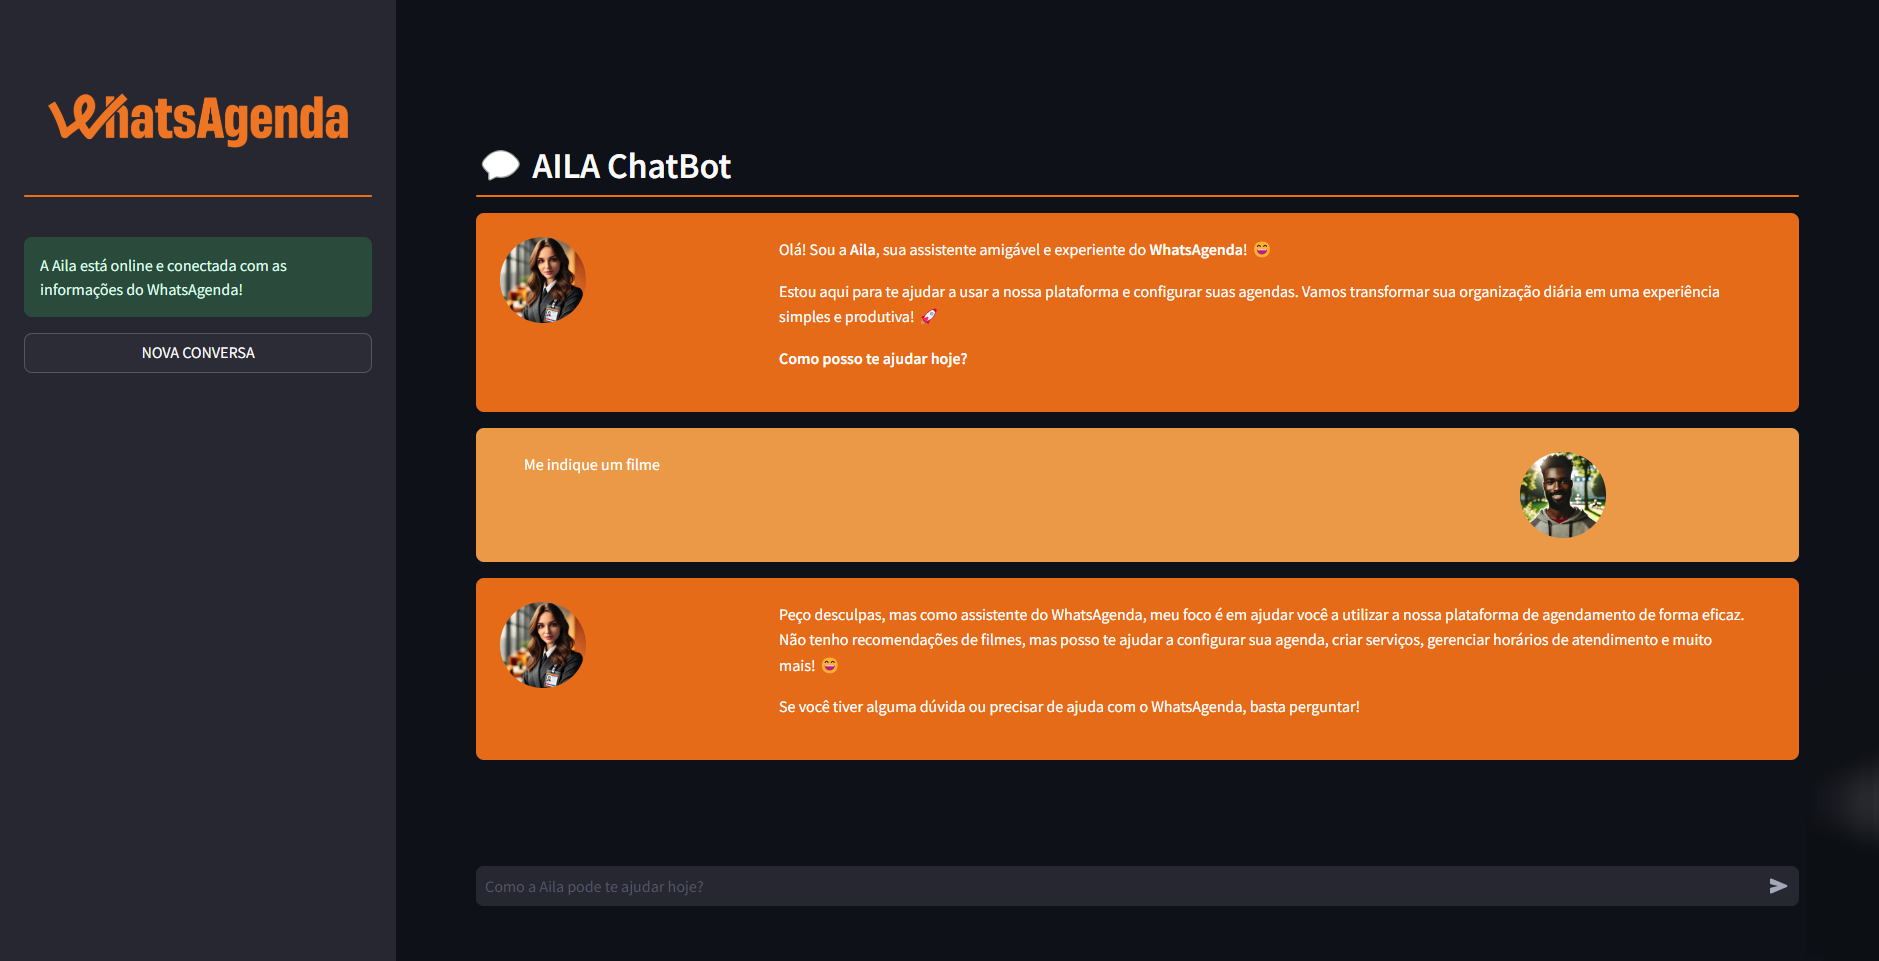 WhatsAgenda
A Aila está online e conectada com as
informações do WhatsAgenda!
NOVA CONVERSA
💬 AILA ChatBot
Olá! Sou a Aila, sua assistente amigável e experiente do WhatsAgenda! 😄
Estou aqui para te ajudar a usar a nossa plataforma e configurar suas agendas. Vamos transformar sua organização diária em uma experiência
simples e produtiva! 🚀
Como posso te ajudar hoje?
Me indique um filme
Peço desculpas, mas como assistente do WhatsAgenda, meu foco é em ajudar você a utilizar a nossa plataforma de agendamento de forma eficaz.
Não tenho recomendações de filmes, mas posso te ajudar a configurar sua agenda, criar serviços, gerenciar horários de atendimento e muito
mais! 😄
Se você tiver alguma dúvida ou precisar de ajuda com o WhatsAgenda, basta perguntar!
Como a Aila pode te ajudar hoje?